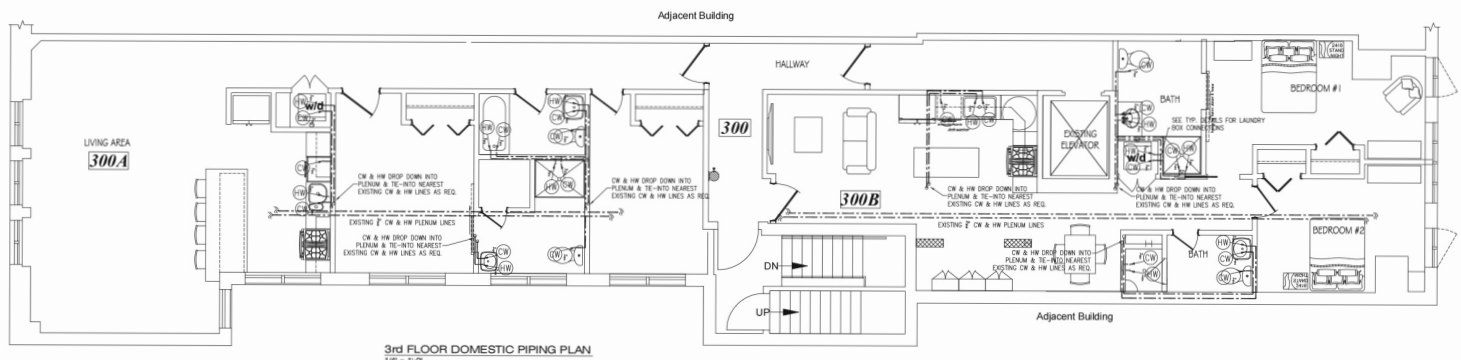 Adjacent Building
HALLWAY
BEDROOM #1
BATH
SEE TYP. DETAILS FOR LAUNDRY
BOX CONNECTIONS
w/d
LIVING AREA
300A
300
EXISTING
ELEVATOR
w/d
CW & HW DROP DOWN INTO
PLENUM & TIE-INTO NEAREST
EXISTING CW & HW LINES AS REQ.
CW & HW DROP DOWN INTO
PLENUM & TIE-INTO NEAREST
EXISTING CW & HW LINES AS REQ.
300B
CW & HW DROP DOWN INTO
PLENUM & TIE-INTO NEAREST
EXISTING CW & HW LINES AS REQ.
CW & HW DROP DOWN INTO
PLENUM & TIE-INTO NEAREST
EXISTING CW & HW LINES AS REQ.
EXISTING CW & HW PLENUM LINES
EXISTING CW & HW PLENUM LINES
CW & HW DROP DOWN INTO
PLENUM & TIE-INTO NEAREST
EXISTING CW & HW LINES AS REQ.
CW & HW DROP DOWN INTO
PLENUM & TIE-INTO NEAREST
EXISTING CW & HW LINES AS REQ.
BEDROOM #2
BATH
DN
UP
Adjacent Building
3rd FLOOR DOMESTIC PIPING PLAN
HW
CW